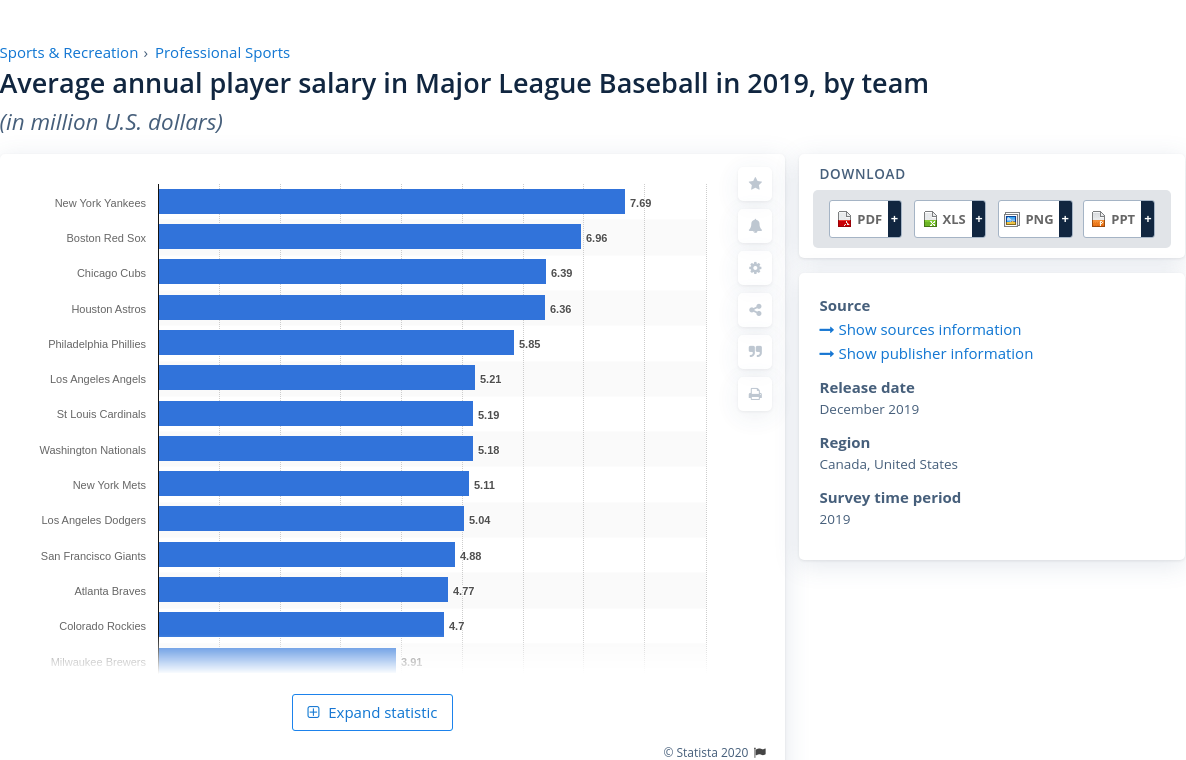 Sports & Recreation › Professional Sports
Average annual player salary in Major League Baseball in 2019, by team
(in million U.S. dollars)
New York Yankees 7.69
Boston Red Sox 6.96
Chicago Cubs 6.39
Houston Astros 6.36
Philadelphia Phillies 5.85
Los Angeles Angels 5.21
St Louis Cardinals 5.19
Washington Nationals 5.18
New York Mets 5.11
Los Angeles Dodgers 5.04
San Francisco Giants 4.88
Atlanta Braves 4.77
Colorado Rockies 4.7
Milwaukee Brewers 3.91
Expand statistic
© Statista 2020
DOWNLOAD
PDF + XLS + PNG + PPT +
Source
Show sources information
Show publisher information
Release date
December 2019
Region
Canada, United States
Survey time period
2019